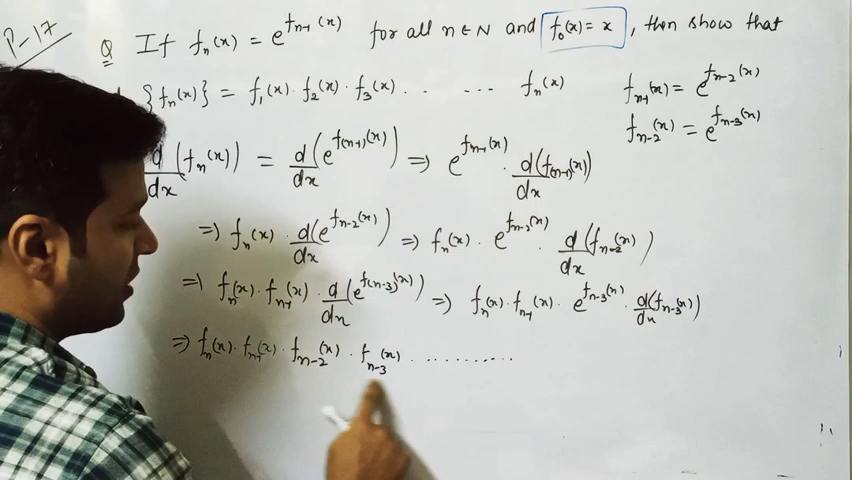 P-17
Q If fₙ(x) = e^{fₙ₋₁(x)} for all n ∈ N and f₀(x) = x , then show that
{fₙ(x)} = f₁(x) · f₂(x) · f₃(x) . . . . . . . fₙ(x)
fₙ₋₁(x) = e^{fₙ₋₂(x)}
fₙ₋₂(x) = e^{fₙ₋₃(x)}
d/dx (fₙ(x)) = d/dx (e^{f(n-1)(x)}) ⇒ e^{fₙ₋₁(x)} · d(f(n-1)(x))/dx
⇒ fₙ(x) · d(e^{fₙ₋₂(x)})/dx ⇒ fₙ(x) · e^{fₙ₋₂(x)} · d(fₙ₋₂(x))/dx
⇒ fₙ(x) · fₙ₋₁(x) · d/dx (e^{f(n-3)(x)}) ⇒ fₙ(x) · fₙ₋₁(x) · e^{fₙ₋₃(x)} · d(fₙ₋₃(x))/dx
⇒ fₙ(x) · fₙ₋₁(x) · fₙ₋₂(x) · fₙ₋₃(x) . . . . . . . . . . .